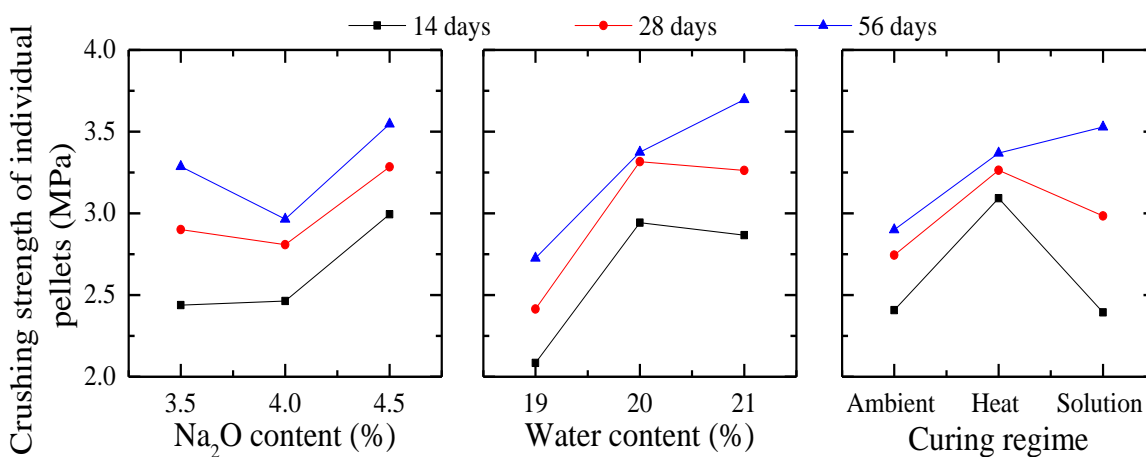 14 days 28 days 56 days
Crushing strength of individual
pellets (MPa)
4.0
3.5
3.0
2.5
2.0
3.5 4.0 4.5
Na₂O content (%)
19 20 21
Water content (%)
Ambient Heat Solution
Curing regime